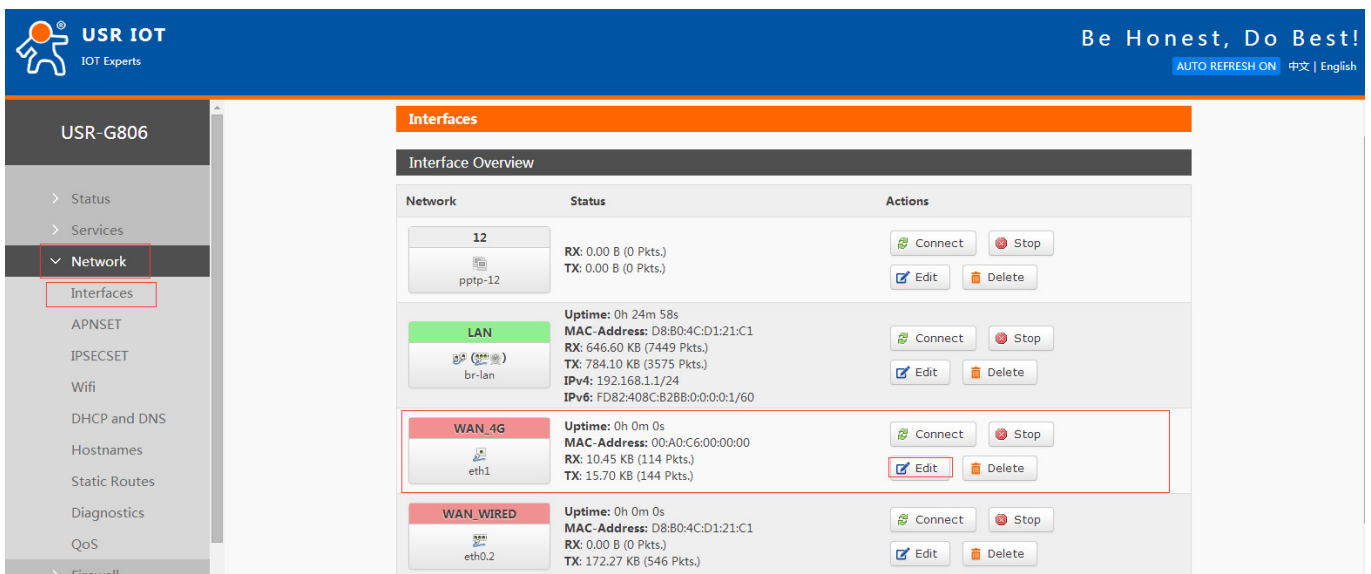 USR IOT
IOT Experts
Be Honest, Do Best!
AUTO REFRESH ON 中文 | English
USR-G806
Status
Services
Network
Interfaces
APNSET
IPSECSET
Wifi
DHCP and DNS
Hostnames
Static Routes
Diagnostics
QoS
Firewall
Interfaces
Interface Overview
Network Status Actions
12
pptp-12
RX: 0.00 B (0 Pkts.)
TX: 0.00 B (0 Pkts.)
Connect Stop
Edit Delete
LAN
br-lan
Uptime: 0h 24m 58s
MAC-Address: D8:B0:4C:D1:21:C1
RX: 646.60 KB (7449 Pkts.)
TX: 784.10 KB (3575 Pkts.)
IPv4: 192.168.1.1/24
IPv6: FD82:408C:B2BB:0:0:0:0:1/60
Connect Stop
Edit Delete
WAN_4G
eth1
Uptime: 0h 0m 0s
MAC-Address: 00:A0:C6:00:00:00
RX: 10.45 KB (114 Pkts.)
TX: 15.70 KB (144 Pkts.)
Connect Stop
Edit Delete
WAN_WIRED
eth0.2
Uptime: 0h 0m 0s
MAC-Address: D8:B0:4C:D1:21:C1
RX: 0.00 B (0 Pkts.)
TX: 172.27 KB (546 Pkts.)
Connect Stop
Edit Delete